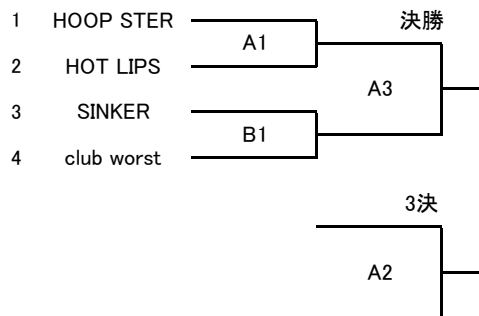 1 HOOP STER 決勝
A1
2 HOT LIPS
A3
3 SINKER
B1
4 club worst
3決
A2